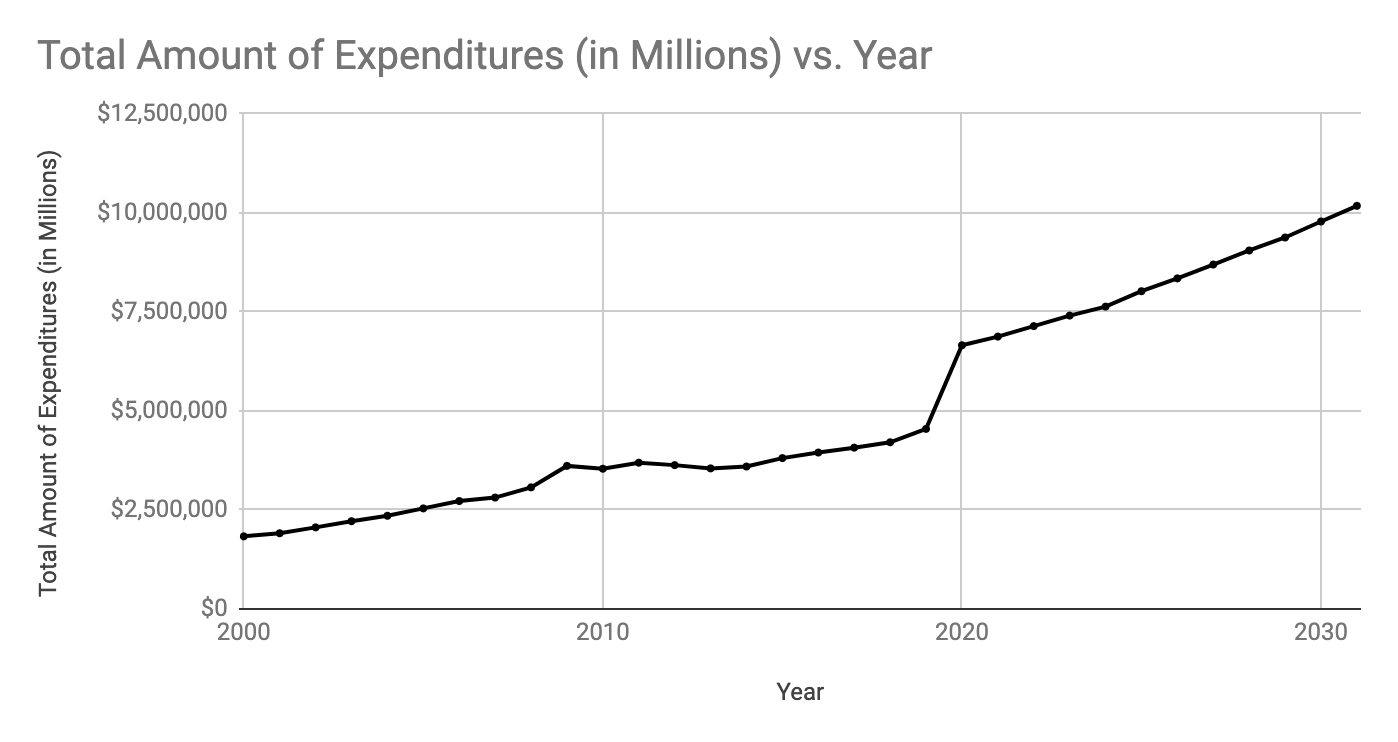 Total Amount of Expenditures (in Millions) vs. Year
Total Amount of Expenditures (in Millions)
$12,500,000
$10,000,000
$7,500,000
$5,000,000
$2,500,000
$0
2000 2010 2020 2030
Year